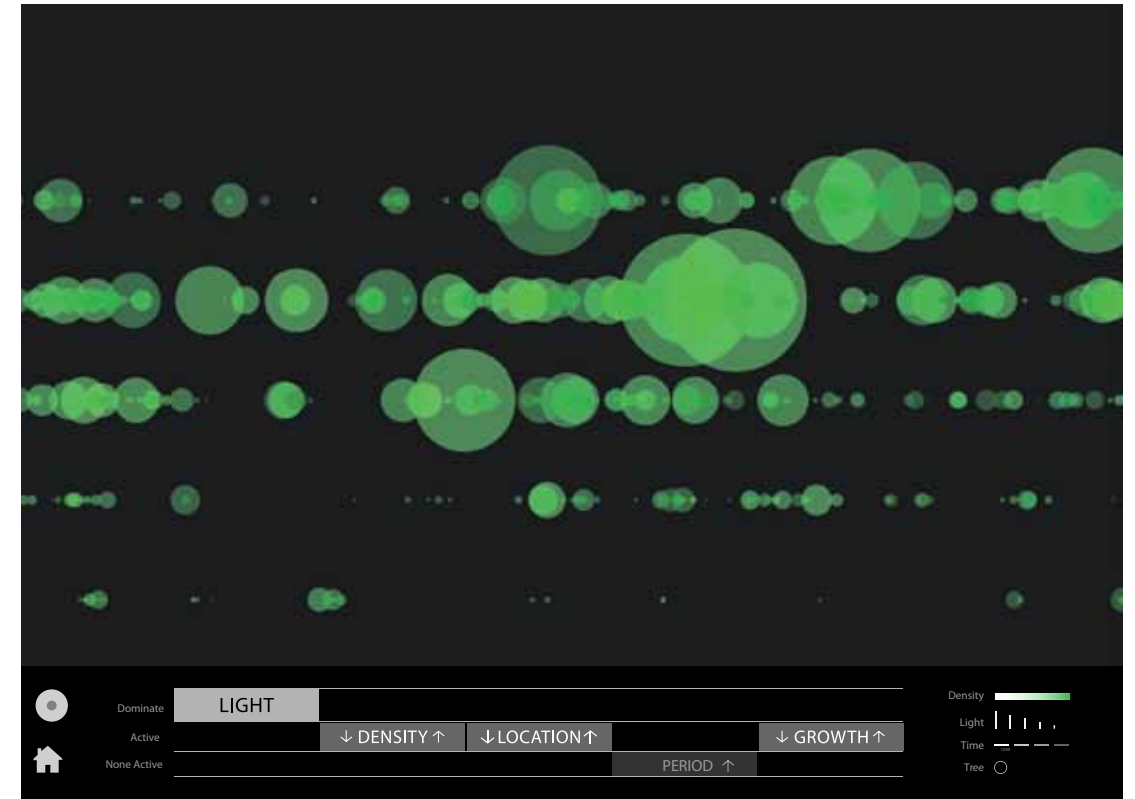 Dominate
LIGHT
Active
↓ DENSITY ↑
↓LOCATION↑
↓ GROWTH ↑
None Active
PERIOD ↑
Density
Light
Time
Tree